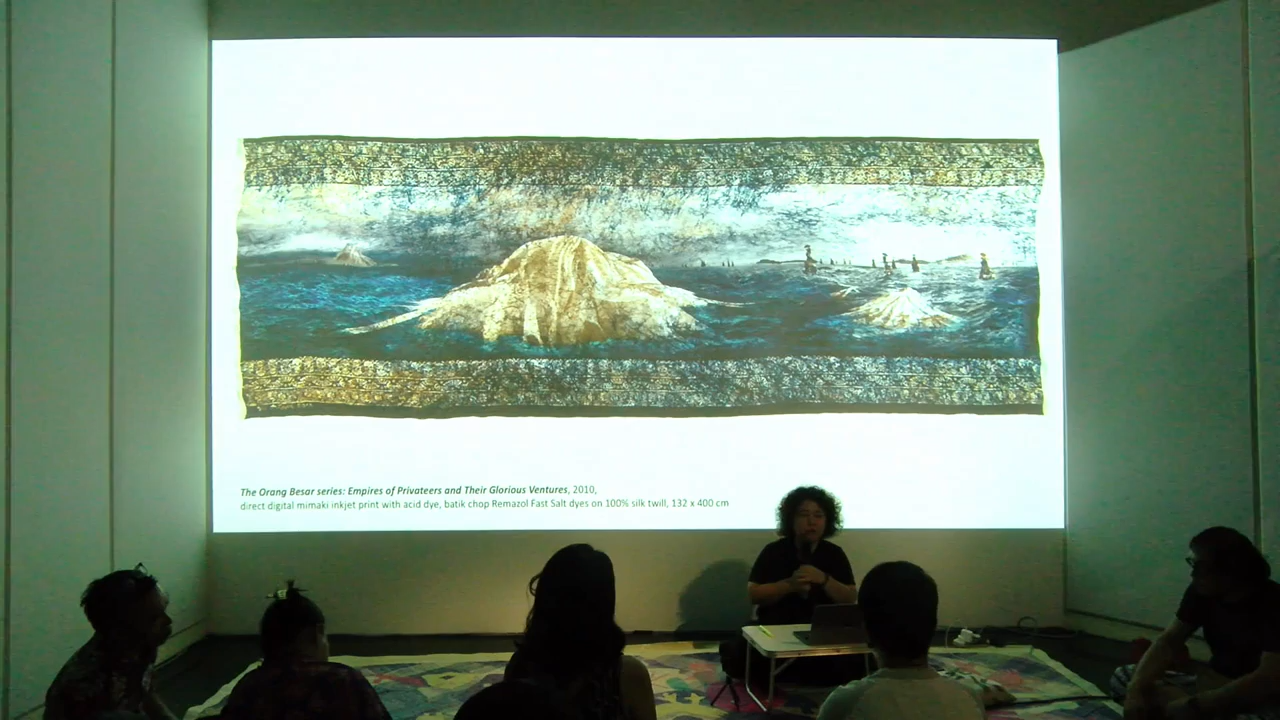 The Orang Besar series: Empires of Privateers and Their Glorious Ventures, 2010,
direct digital mimaki inkjet print with acid dye, batik chop Remazol Fast Salt dyes on 100% silk twill, 132 x 400 cm